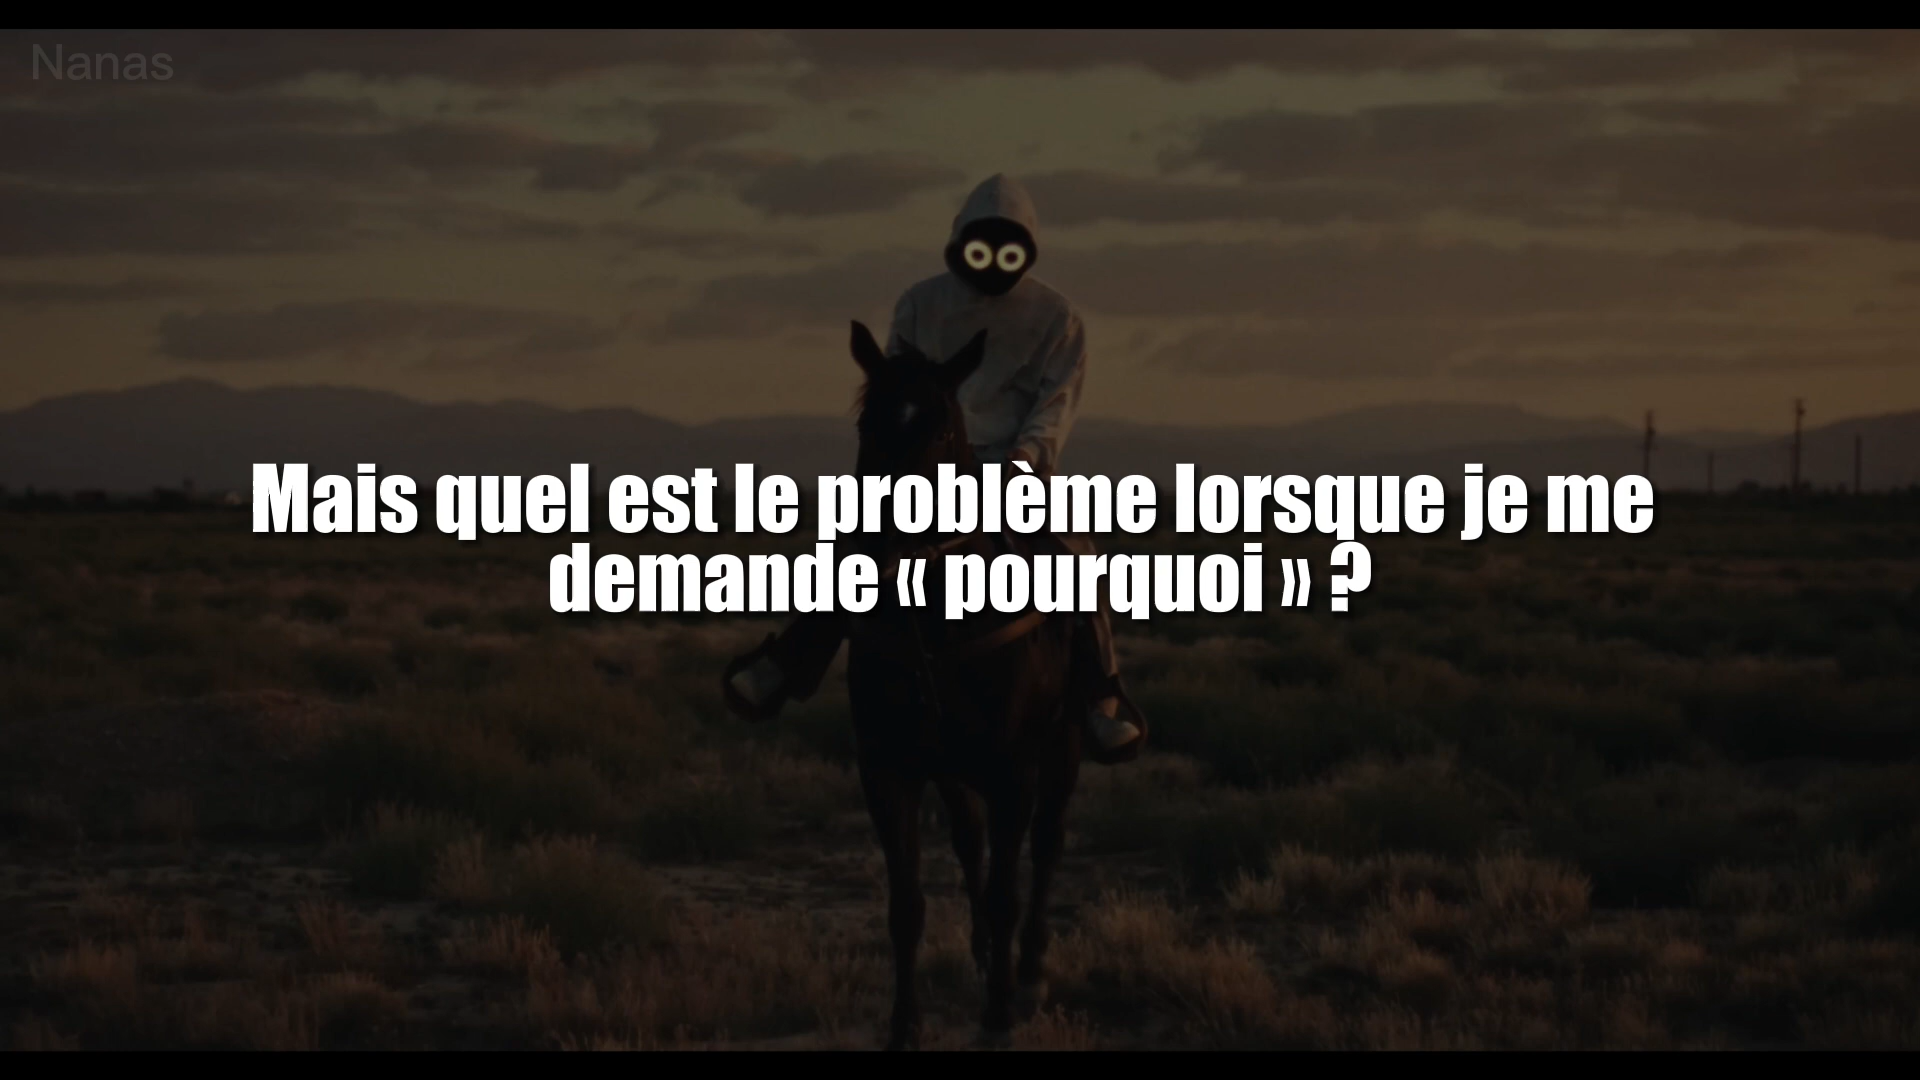 Nanas
Mais quel est le problème lorsque je me
demande « pourquoi » ?